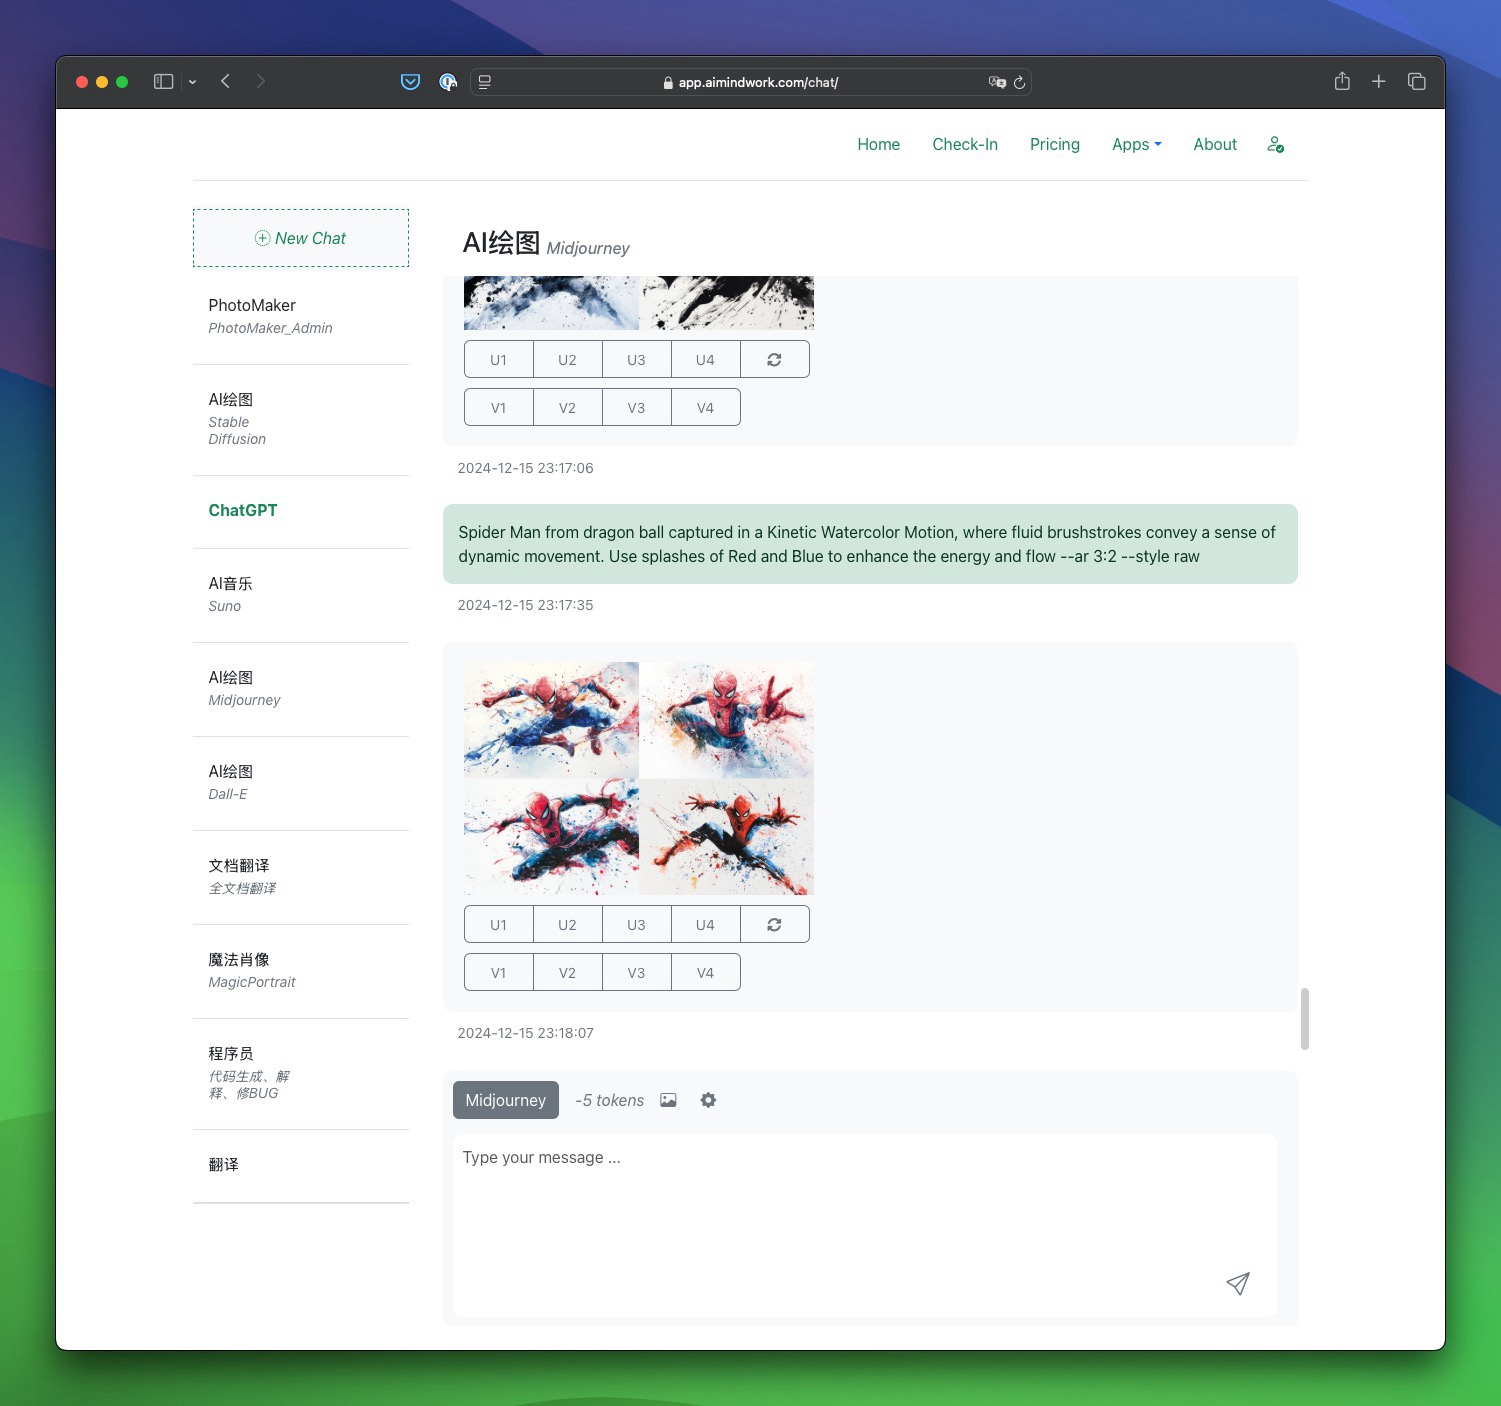 app.aimindwork.com/chat/
Home
Check-In
Pricing
Apps
About
New Chat
PhotoMaker
PhotoMaker_Admin
AI绘图
Stable
Diffusion
ChatGPT
AI音乐
Suno
AI绘图
Midjourney
AI绘图
Dall-E
文档翻译
全文档翻译
魔法肖像
MagicPortrait
程序员
代码生成、解
释、修BUG
翻译
AI绘图 Midjourney
U1
U2
U3
U4
V1
V2
V3
V4
2024-12-15 23:17:06
Spider Man from dragon ball captured in a Kinetic Watercolor Motion, where fluid brushstrokes convey a sense of
dynamic movement. Use splashes of Red and Blue to enhance the energy and flow --ar 3:2 --style raw
2024-12-15 23:17:35
U1
U2
U3
U4
V1
V2
V3
V4
2024-12-15 23:18:07
Midjourney
-5 tokens
Type your message ...